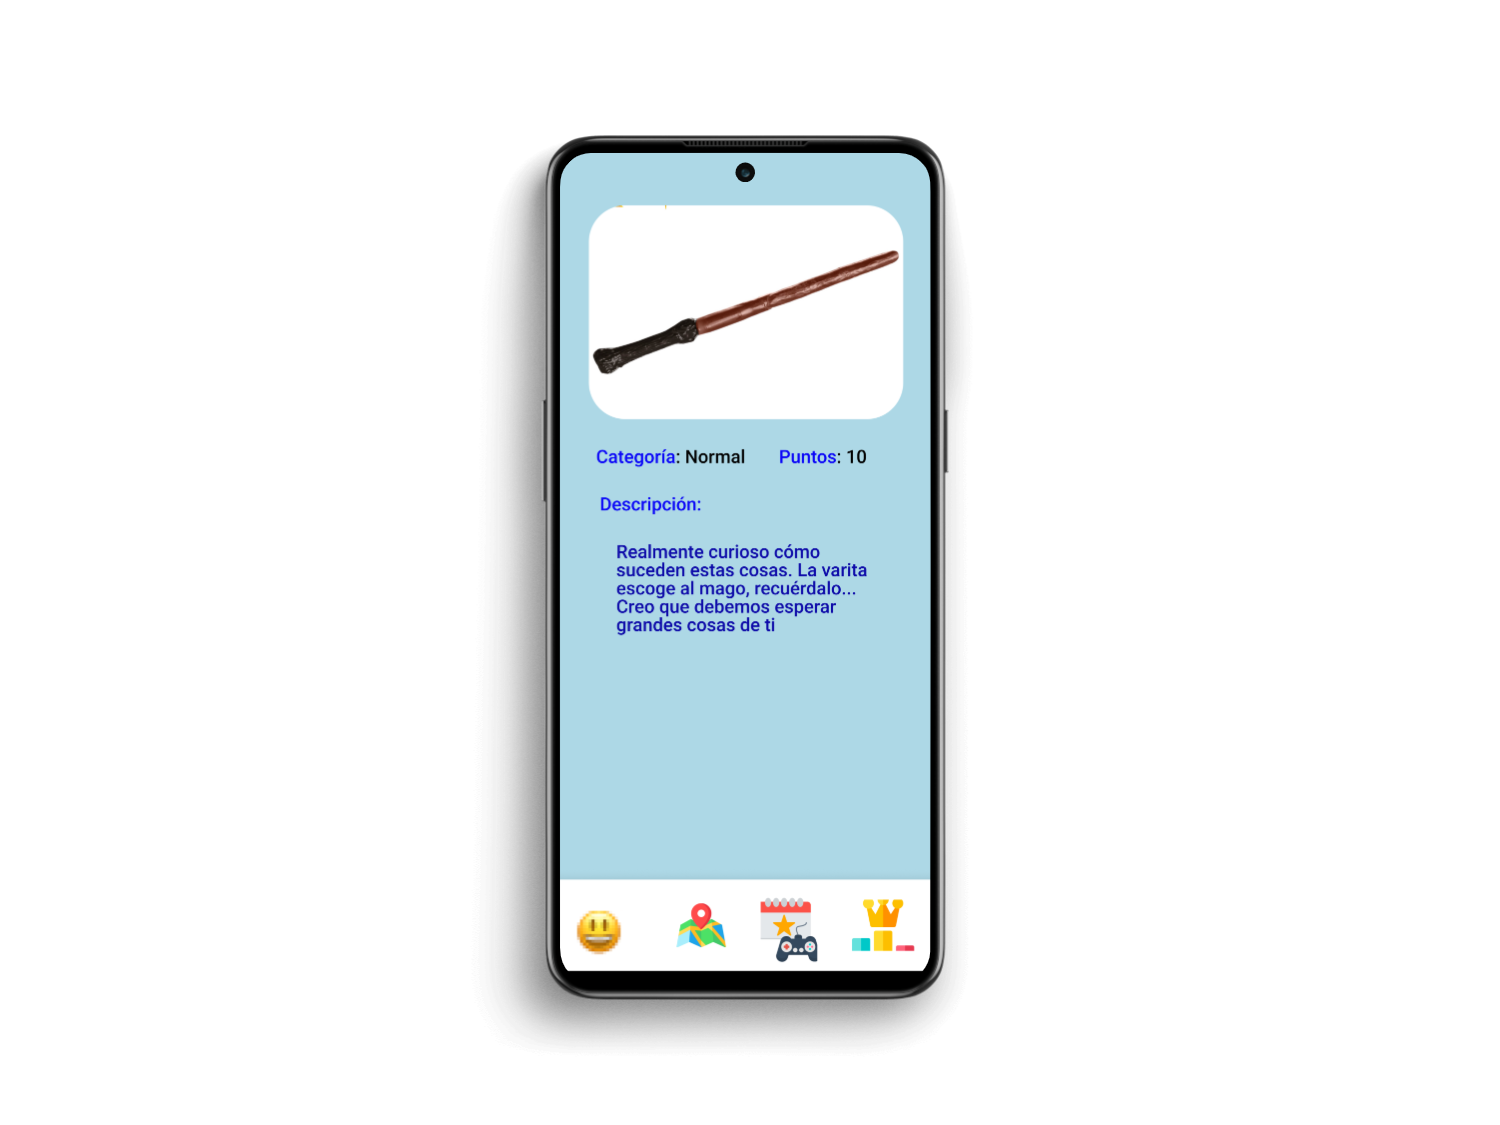 Categoría: Normal Puntos: 10
Descripción:
Realmente curioso cómo
suceden estas cosas. La varita
escoge al mago, recuérdalo...
Creo que debemos esperar
grandes cosas de ti